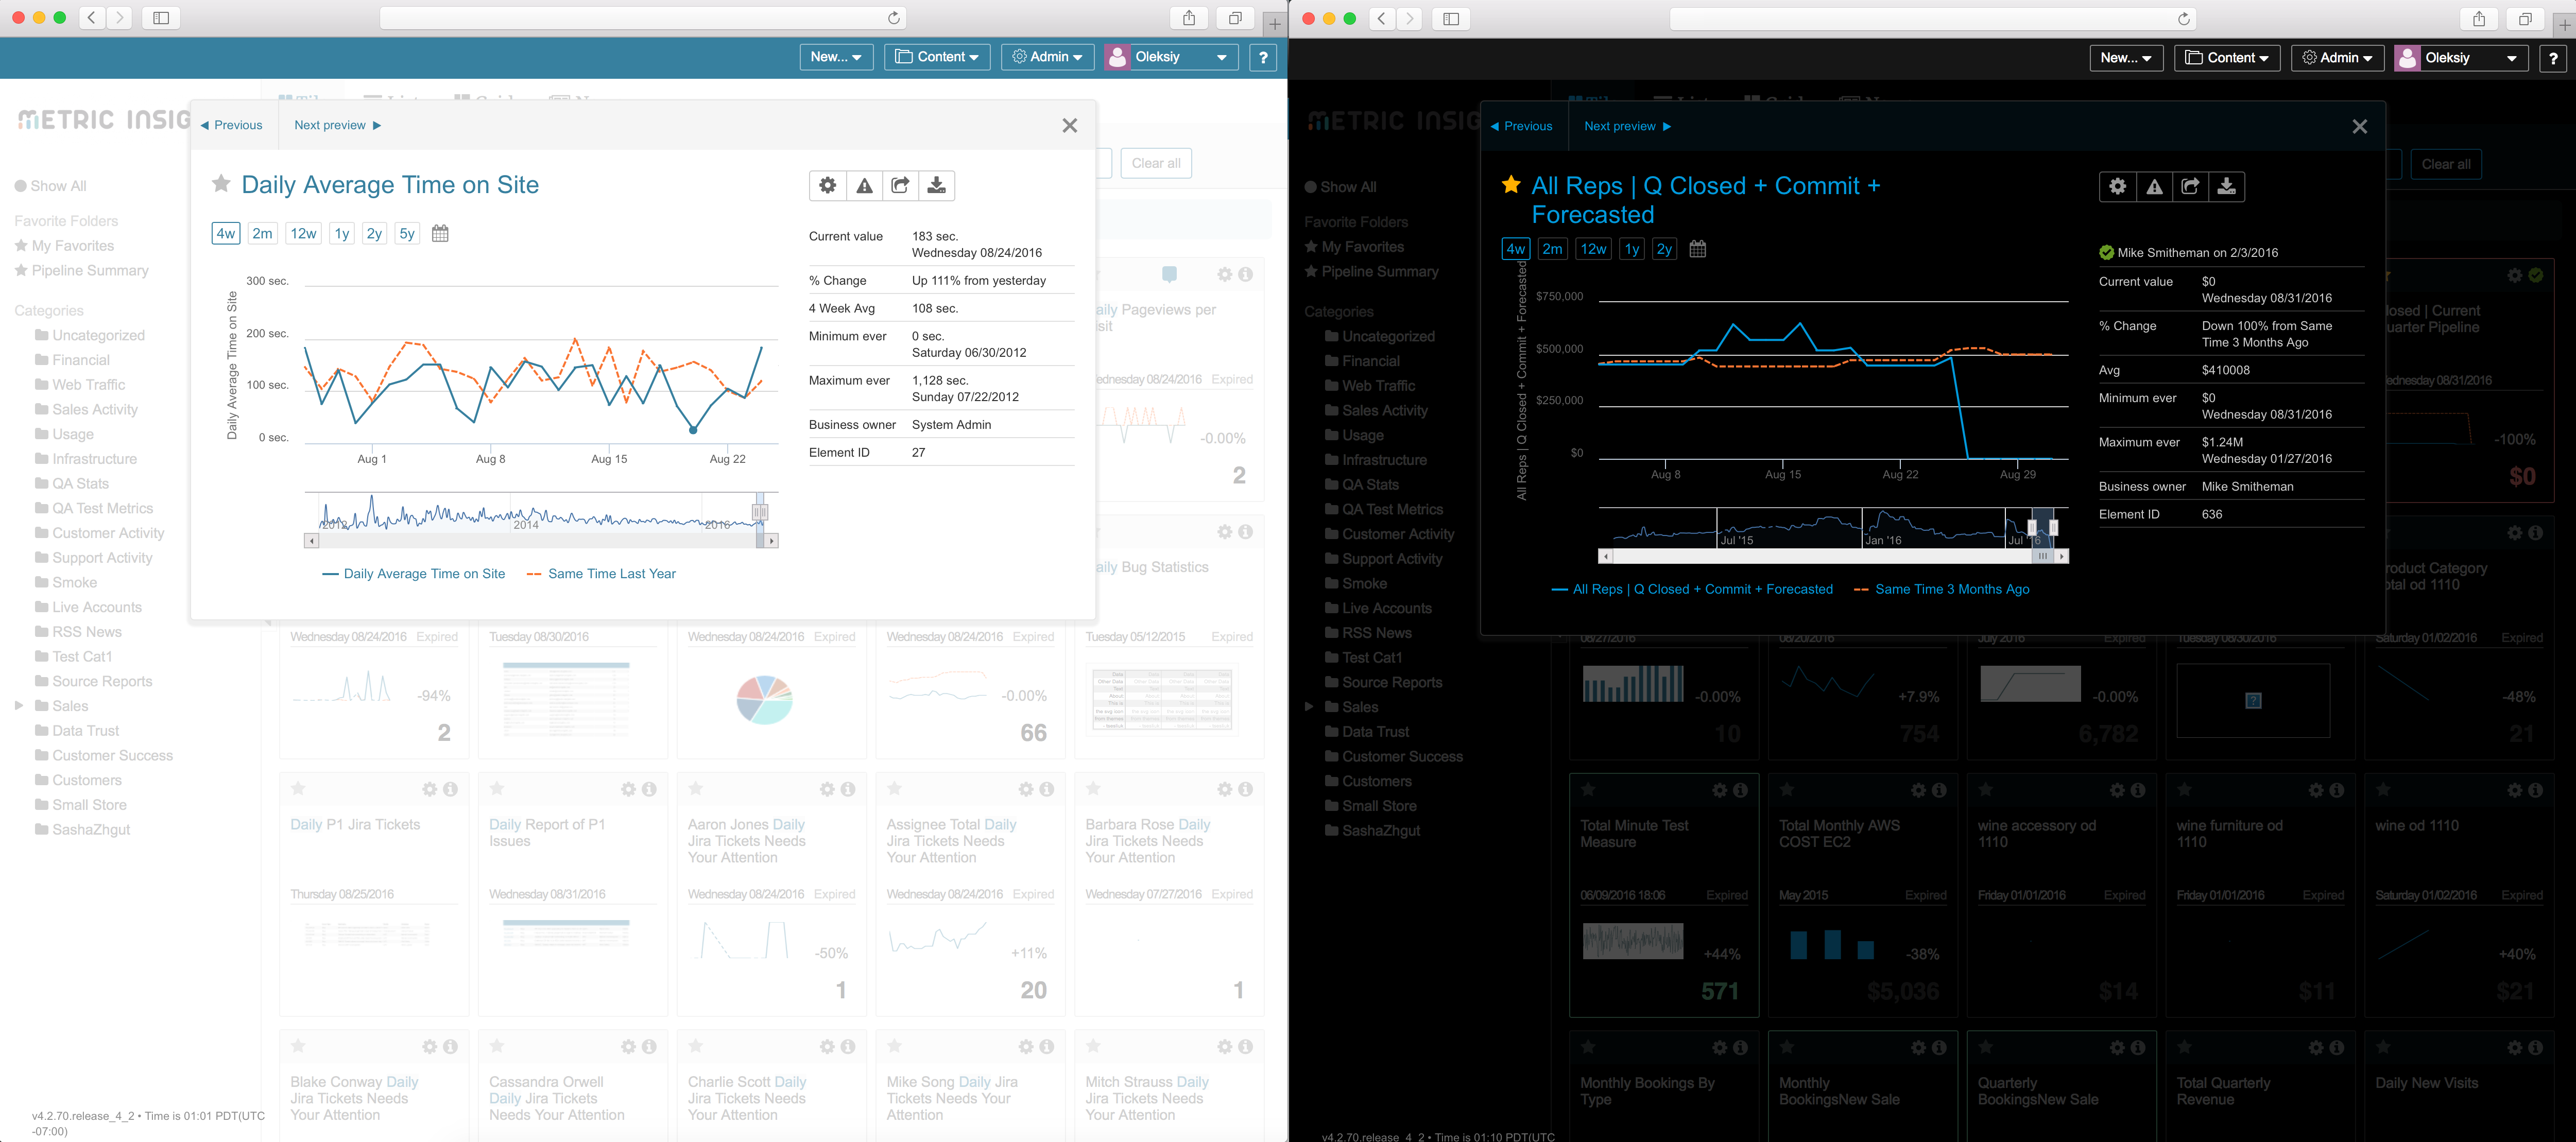 New...
Content
Admin
Oleksiy
?
METRIC INSIG
Previous
Next preview
Clear all
Show All
Favorite Folders
My Favorites
Pipeline Summary
Categories
Uncategorized
Financial
Web Traffic
Sales Activity
Usage
Infrastructure
QA Stats
QA Test Metrics
Customer Activity
Support Activity
Smoke
Live Accounts
RSS News
Test Cat1
Source Reports
Sales
Data Trust
Customer Success
Customers
Small Store
SashaZhgut
v4.2.70.release_4_2 • Time is 01:01 PDT(UTC
-07:00)
Daily Average Time on Site
4w 2m 12w 1y 2y 5y
Daily Average Time on Site
300 sec.
200 sec.
100 sec.
0 sec.
Aug 1 Aug 8 Aug 15 Aug 22
2012 2014 2016
Daily Average Time on Site Same Time Last Year
Current value 183 sec.
Wednesday 08/24/2016
% Change Up 111% from yesterday
4 Week Avg 108 sec.
Minimum ever 0 sec.
Saturday 06/30/2012
Maximum ever 1,128 sec.
Sunday 07/22/2012
Business owner System Admin
Element ID 27
aily Pageviews per
isit
ednesday 08/24/2016 Expired
-0.00%
2
aily Bug Statistics
Wednesday 08/24/2016 Expired
-94%
2
Tuesday 08/30/2016
Wednesday 08/24/2016 Expired
Wednesday 08/24/2016 Expired
-0.00%
66
Tuesday 05/12/2015 Expired
Daily P1 Jira Tickets
Thursday 08/25/2016
Daily Report of P1
Issues
Wednesday 08/31/2016
Aaron Jones Daily
Jira Tickets Needs
Your Attention
Wednesday 08/24/2016 Expired
-50%
1
Assignee Total Daily
Jira Tickets Needs
Your Attention
Wednesday 08/24/2016 Expired
+11%
20
Barbara Rose Daily
Jira Tickets Needs
Your Attention
Wednesday 07/27/2016 Expired
1
Blake Conway Daily
Jira Tickets Needs
Your Attention
Cassandra Orwell
Daily Jira Tickets
Needs Your Attention
Charlie Scott Daily
Jira Tickets Needs
Your Attention
Mike Song Daily Jira
Tickets Needs Your
Attention
Mitch Strauss Daily
Jira Tickets Needs
Your Attention
New...
Content
Admin
Oleksiy
?
METRIC INSIG
Previous
Next preview
Clear all
Show All
Favorite Folders
My Favorites
Pipeline Summary
Categories
Uncategorized
Financial
Web Traffic
Sales Activity
Usage
Infrastructure
QA Stats
QA Test Metrics
Customer Activity
Support Activity
Smoke
Live Accounts
RSS News
Test Cat1
Source Reports
Sales
Data Trust
Customer Success
Customers
Small Store
SashaZhgut
v4.2.70.release_4_2 • Time is 01:10 PDT(UTC
All Reps | Q Closed + Commit +
Forecasted
4w 2m 12w 1y 2y
All Reps | Q Closed + Commit + Forecasted
$750,000
$500,000
$250,000
$0
Aug 8 Aug 15 Aug 22 Aug 29
Jul '15 Jan '16 Jul '16
All Reps | Q Closed + Commit + Forecasted Same Time 3 Months Ago
Mike Smitheman on 2/3/2016
Current value $0
Wednesday 08/31/2016
% Change Down 100% from Same
Time 3 Months Ago
Avg $410008
Minimum ever $0
Wednesday 08/31/2016
Maximum ever $1.24M
Wednesday 01/27/2016
Business owner Mike Smitheman
Element ID 636
losed | Current
uarter Pipeline
ednesday 08/31/2016
-100%
$0
roduct Category
otal od 1110
06/27/2016
-0.00%
10
06/20/2016
+7.9%
754
July 2016 Expired
-0.00%
6,782
Tuesday 08/30/2016 Expired
?
Saturday 01/02/2016 Expired
-48%
21
Total Minute Test
Measure
06/09/2016 18:06 Expired
+44%
571
Total Monthly AWS
COST EC2
May 2015 Expired
-38%
$5,036
wine accessory od
1110
Friday 01/01/2016 Expired
$14
wine furniture od
1110
Friday 01/01/2016 Expired
$11
wine od 1110
Saturday 01/02/2016 Expired
+40%
$21
Monthly Bookings By
Type
Monthly
BookingsNew Sale
Quarterly
BookingsNew Sale
Total Quarterly
Revenue
Daily New Visits